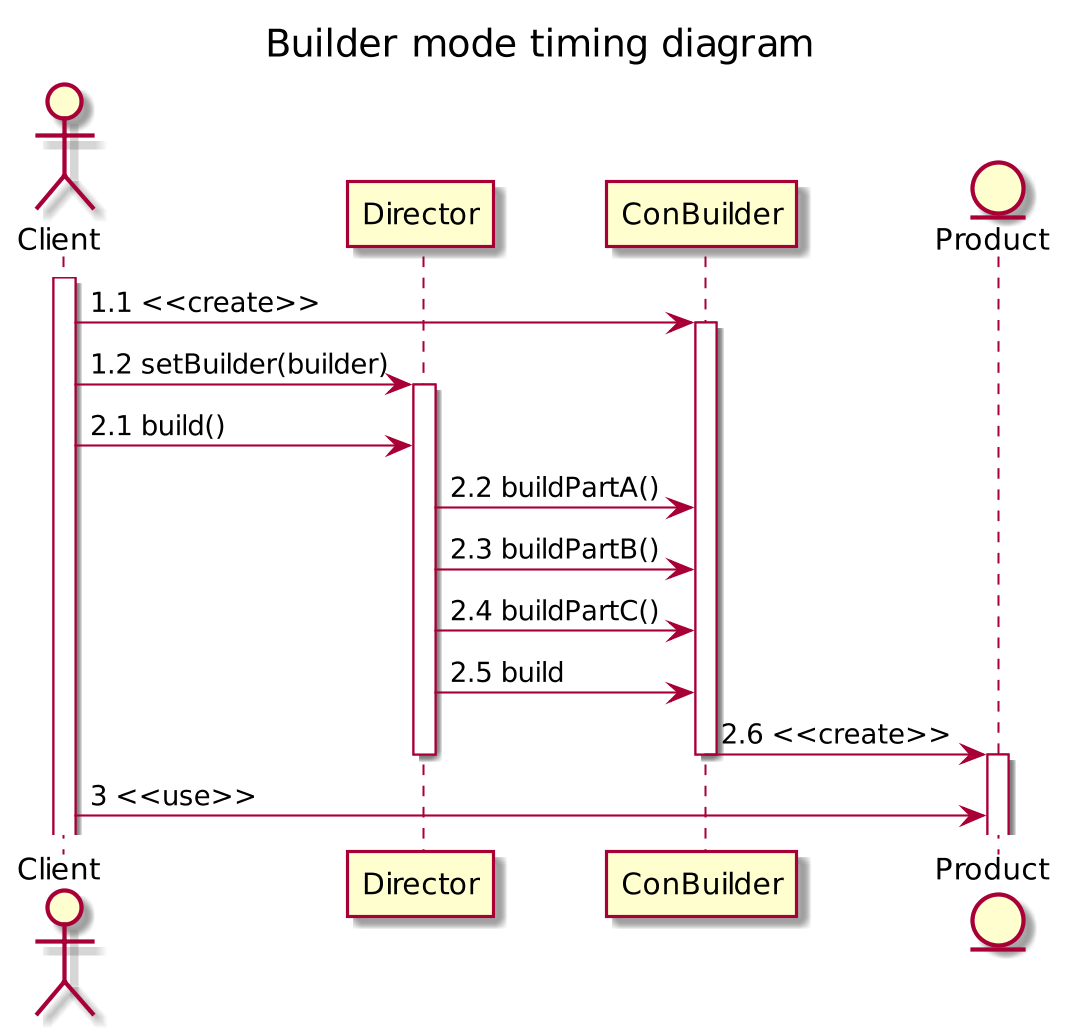 Builder mode timing diagram
Client
Director
ConBuilder
Product
1.1 <<create>>
1.2 setBuilder(builder)
2.1 build()
2.2 buildPartA()
2.3 buildPartB()
2.4 buildPartC()
2.5 build
2.6 <<create>>
3 <<use>>
Client
Director
ConBuilder
Product